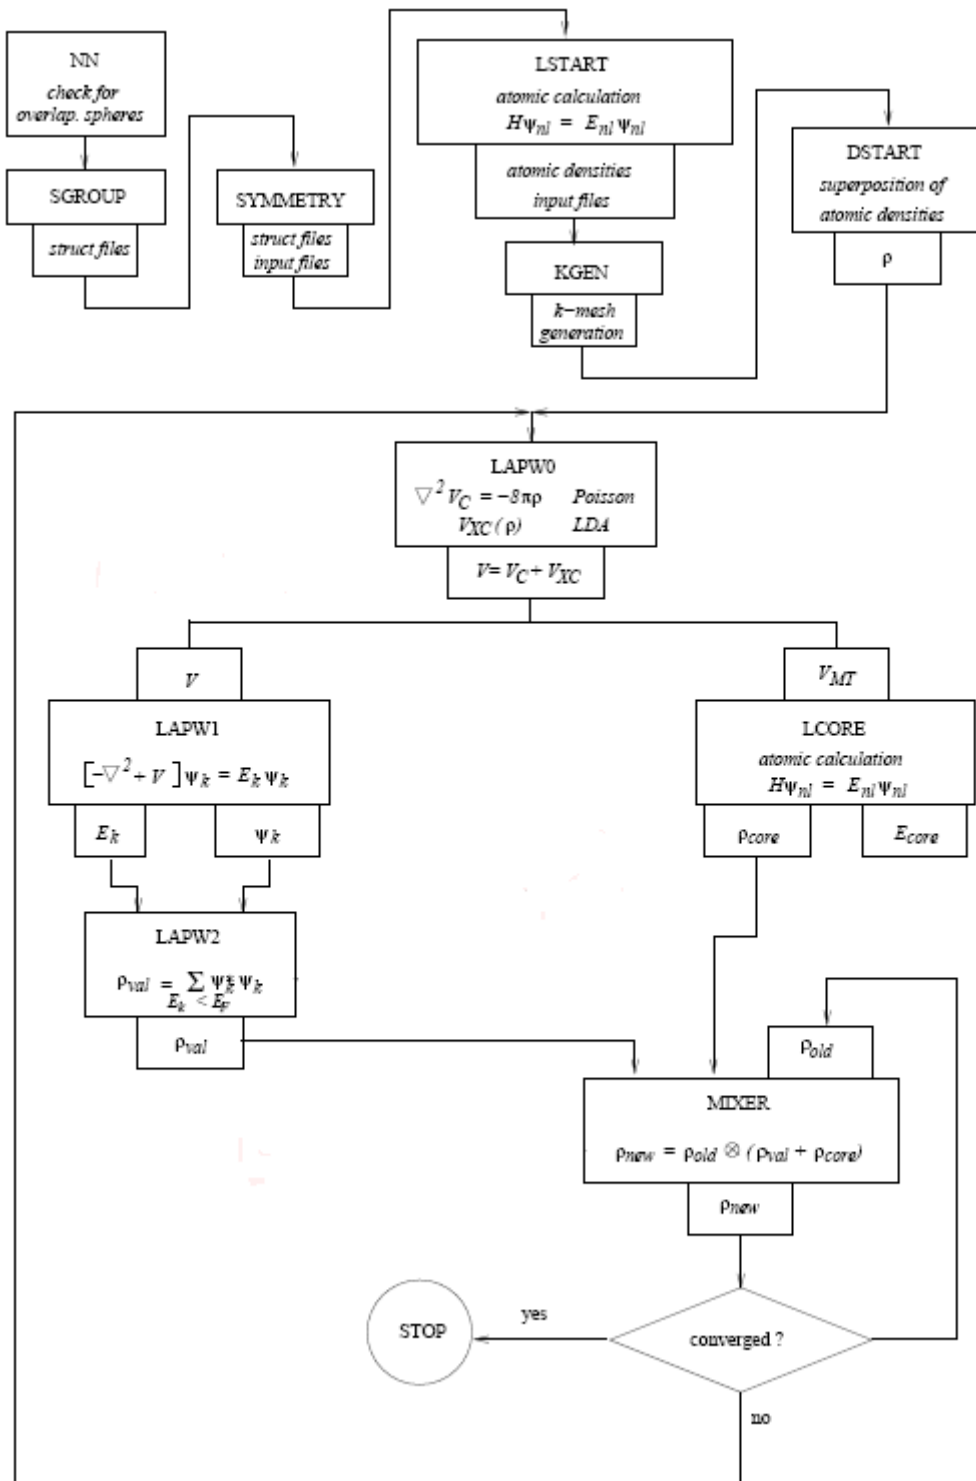 NN
check for
overlap. spheres
SGROUP
struct files
SYMMETRY
struct files
input files
LSTART
atomic calculation
Hψnl = Enl ψnl
atomic densities
input files
KGEN
k−mesh
generation
DSTART
superposition of
atomic densities
ρ
LAPW0
▽² VC = −8πρ Poisson
VXC(ρ) LDA
V= VC + VXC
V
LAPW1
[−▽² + V ] ψk = Ek ψk
Ek
ψk
VMT
LCORE
atomic calculation
Hψnl = Enl ψnl
ρcore
Ecore
LAPW2
ρval = Σ ψ*k ψk
Ek < EF
ρval
ρold
MIXER
ρnew = ρold ⊗ (ρval + ρcore)
ρnew
converged ?
yes
STOP
no